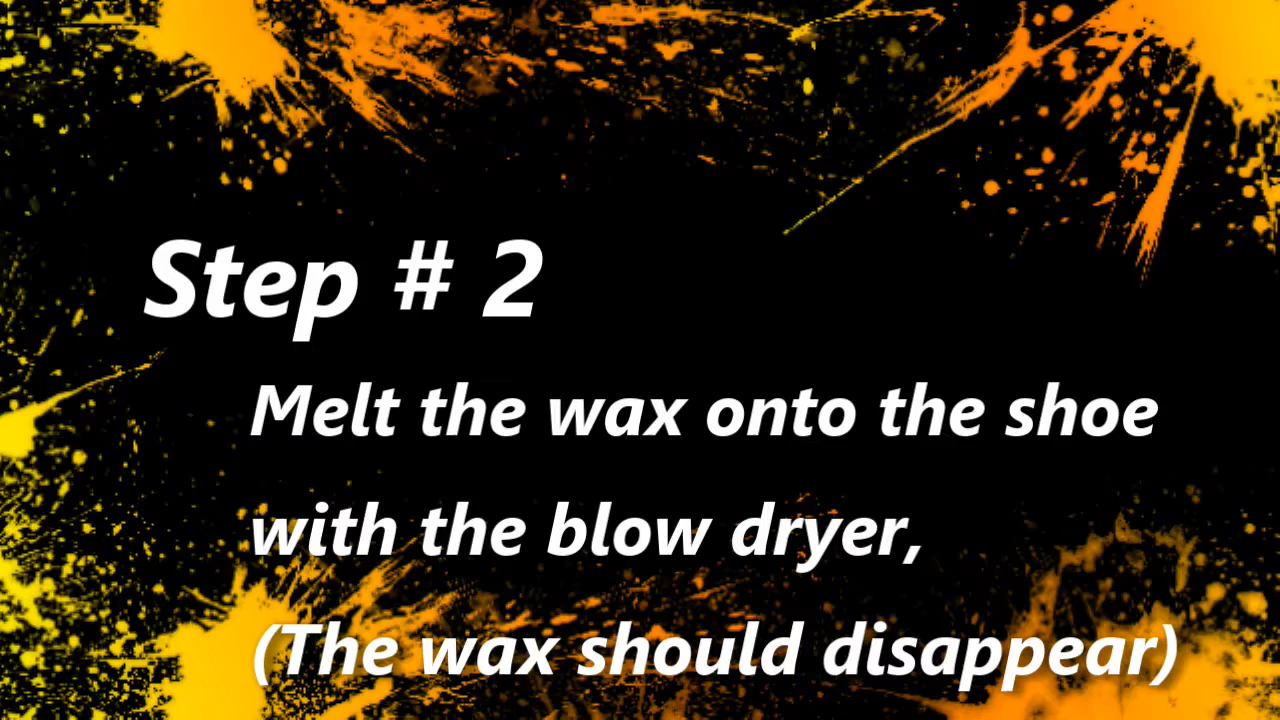 Step # 2
Melt the wax onto the shoe
with the blow dryer,
(The wax should disappear)